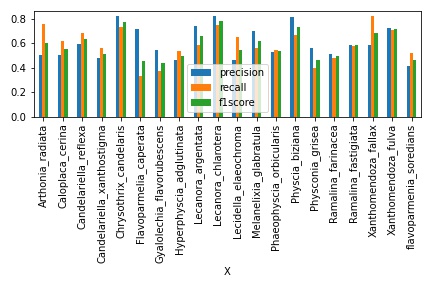 0.8
0.6
0.4
0.2
0.0
precision
recall
f1score
Arthonia_radiata
Caloplaca_cerina
Candelariella_reflexa
Candelariella_xanthostigma
Chrysothrix_candelaris
Flavoparmelia_caperata
Gyalolechia_flavorubescens
Hyperphyscia_adglutinata
Lecanora_argentata
Lecanora_chlarotera
Lecidella_elaeochroma
Melanelixia_glabratula
Phaeophyscia_orbicularis
Physcia_biziana
Physconia_grisea
Ramalina_farinacea
Ramalina_fastigiata
Xanthomendoza_fallax
Xanthomendoza_fulva
flavoparmenia_soredians
X